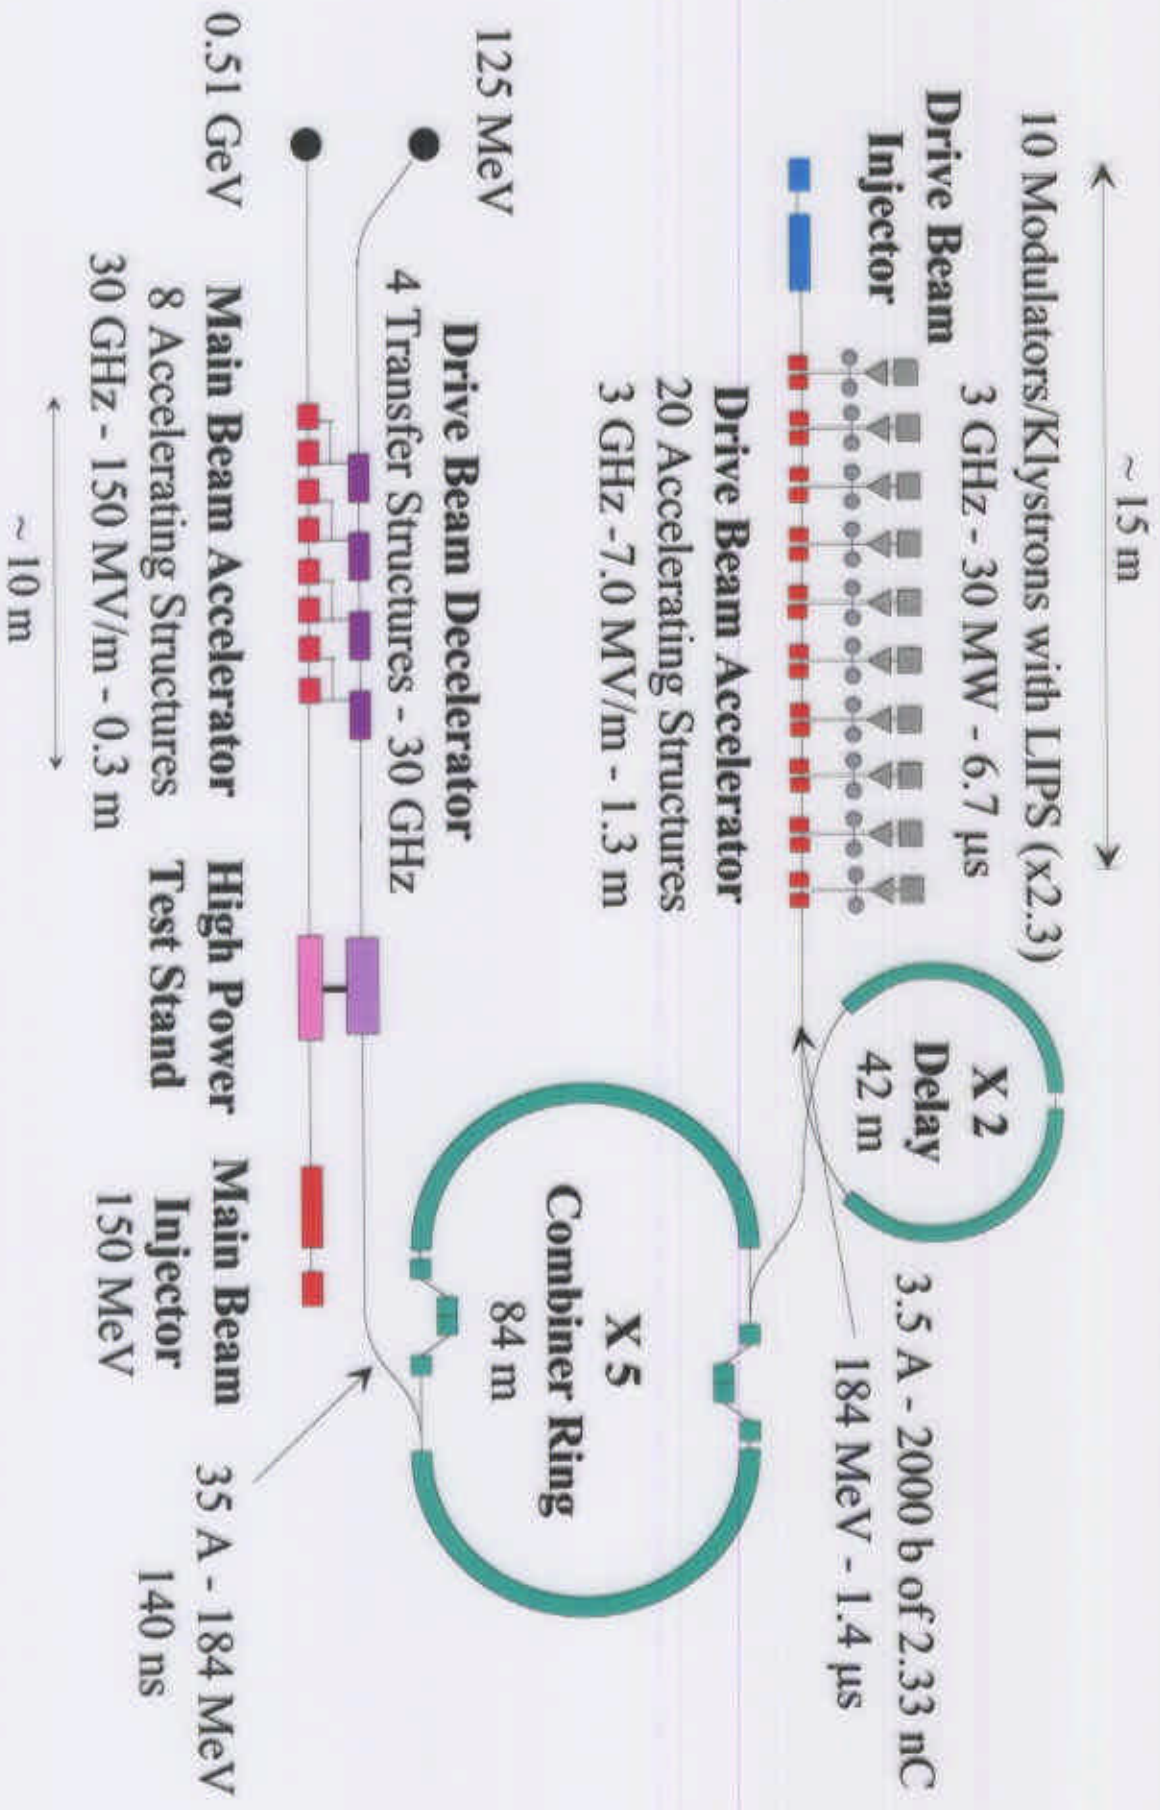 ~ 15 m
10 Modulators/Klystrons with LIPS (x2.3)
3 GHz - 30 MW - 6.7 μs
Drive Beam
Injector
X 2
Delay
42 m
3.5 A - 2000 b of 2.33 nC
184 MeV - 1.4 μs
Drive Beam Accelerator
20 Accelerating Structures
3 GHz -7.0 MV/m - 1.3 m
X 5
Combiner Ring
84 m
125 MeV
Drive Beam Decelerator
4 Transfer Structures - 30 GHz
0.51 GeV
Main Beam Accelerator
8 Accelerating Structures
30 GHz - 150 MV/m - 0.3 m
~ 10 m
High Power
Test Stand
Main Beam
Injector
150 MeV
35 A - 184 MeV
140 ns